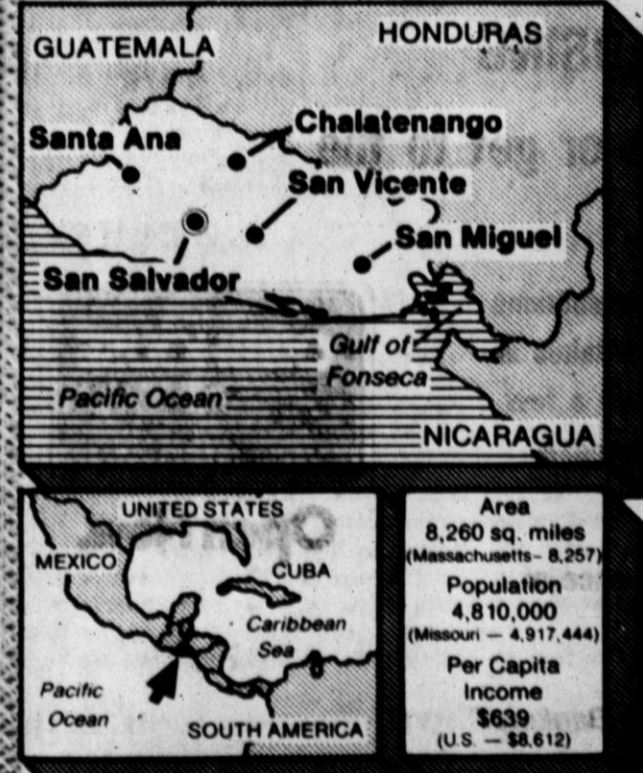 GUATEMALA
HONDURAS
Santa Ana
Chalatenango
San Vicente
San Miguel
San Salvador
Gulf of
Fonseca
Pacific Ocean
NICARAGUA
UNITED STATES
MEXICO
CUBA
Caribbean
Sea
Pacific
Ocean
SOUTH AMERICA
Area
8,260 sq. miles
(Massachusetts– 8,257)
Population
4,810,000
(Missouri — 4,917,444)
Per Capita
Income
$639
(U.S. — $8,612)